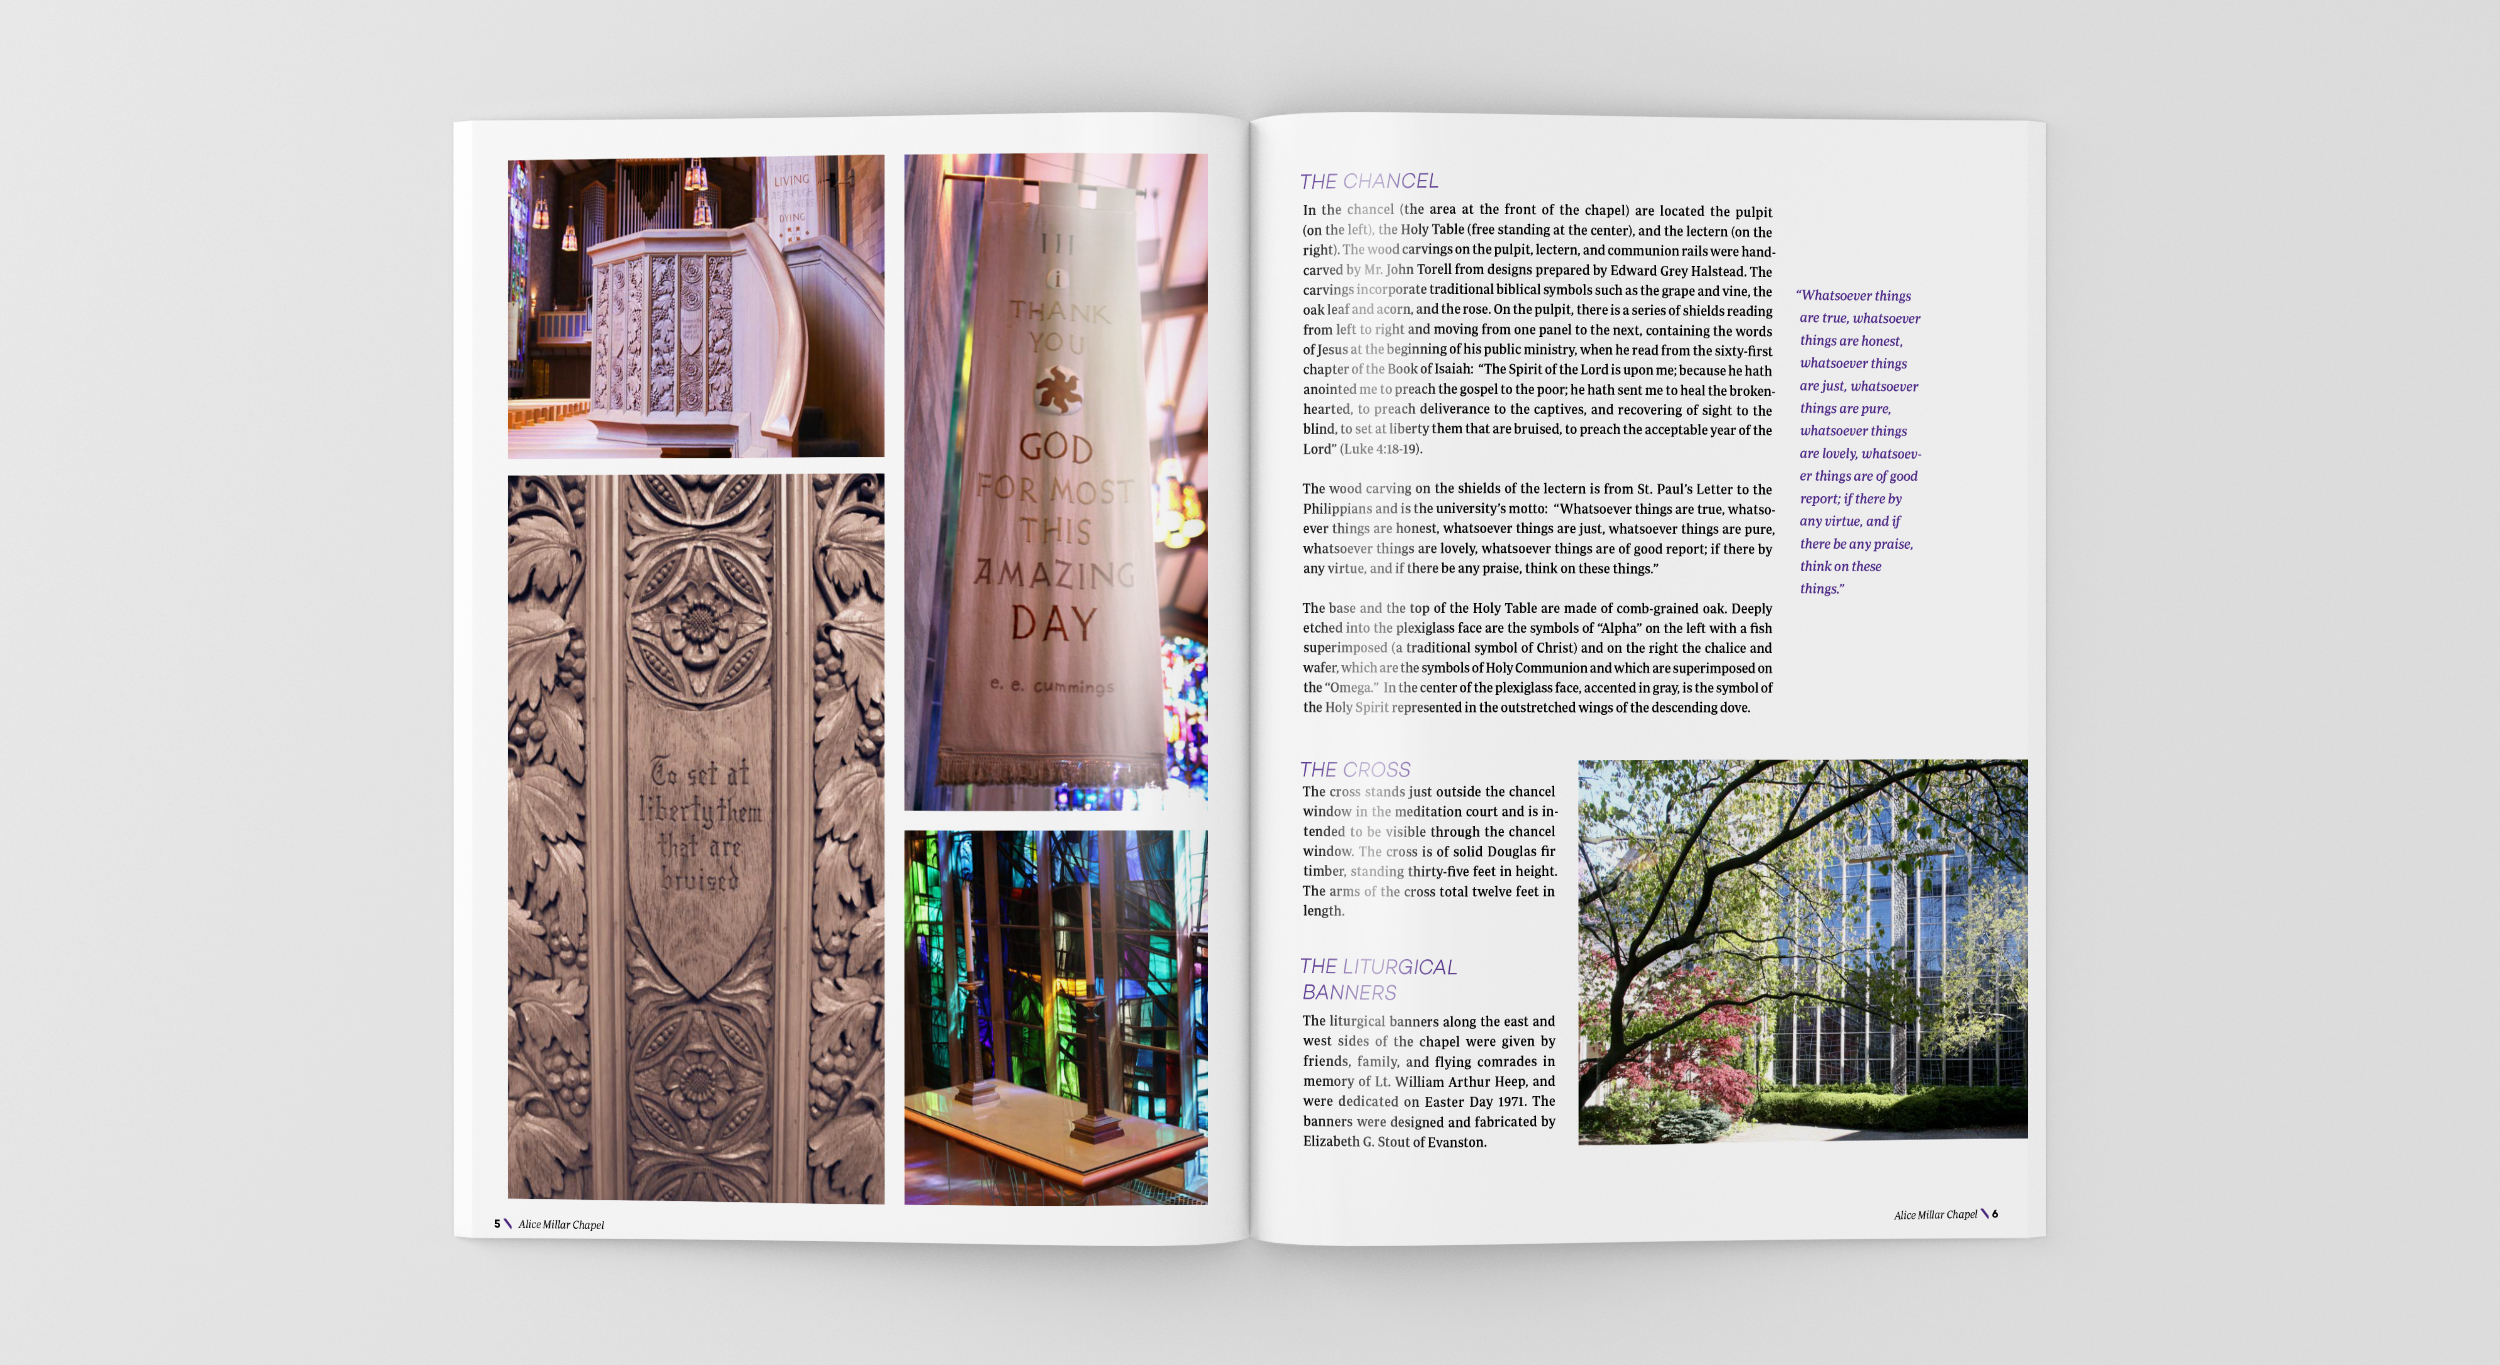 LIVING
DYING
III
i
THANK
YOU
GOD
FOR MOST
THIS
AMAZING
DAY
e. e. cummings
To set at
liberty them
that are
bruised
5 \ Alice Millar Chapel
THE CHANCEL
In the chancel (the area at the front of the chapel) are located the pulpit
(on the left), the Holy Table (free standing at the center), and the lectern (on the
right). The wood carvings on the pulpit, lectern, and communion rails were hand-
carved by Mr. John Torell from designs prepared by Edward Grey Halstead. The
carvings incorporate traditional biblical symbols such as the grape and vine, the
oak leaf and acorn, and the rose. On the pulpit, there is a series of shields reading
from left to right and moving from one panel to the next, containing the words
of Jesus at the beginning of his public ministry, when he read from the sixty-first
chapter of the Book of Isaiah: “The Spirit of the Lord is upon me; because he hath
anointed me to preach the gospel to the poor; he hath sent me to heal the broken-
hearted, to preach deliverance to the captives, and recovering of sight to the
blind, to set at liberty them that are bruised, to preach the acceptable year of the
Lord” (Luke 4:18-19).
The wood carving on the shields of the lectern is from St. Paul’s Letter to the
Philippians and is the university’s motto: “Whatsoever things are true, whatso-
ever things are honest, whatsoever things are just, whatsoever things are pure,
whatsoever things are lovely, whatsoever things are of good report; if there by
any virtue, and if there be any praise, think on these things.”
The base and the top of the Holy Table are made of comb-grained oak. Deeply
etched into the plexiglass face are the symbols of “Alpha” on the left with a fish
superimposed (a traditional symbol of Christ) and on the right the chalice and
wafer, which are the symbols of Holy Communion and which are superimposed on
the “Omega.” In the center of the plexiglass face, accented in gray, is the symbol of
the Holy Spirit represented in the outstretched wings of the descending dove.
“Whatsoever things
are true, whatsoever
things are honest,
whatsoever things
are just, whatsoever
things are pure,
whatsoever things
are lovely, whatsoev-
er things are of good
report; if there by
any virtue, and if
there be any praise,
think on these
things.”
THE CROSS
The cross stands just outside the chancel
window in the meditation court and is in-
tended to be visible through the chancel
window. The cross is of solid Douglas fir
timber, standing thirty-five feet in height.
The arms of the cross total twelve feet in
length.
THE LITURGICAL
BANNERS
The liturgical banners along the east and
west sides of the chapel were given by
friends, family, and flying comrades in
memory of Lt. William Arthur Heep, and
were dedicated on Easter Day 1971. The
banners were designed and fabricated by
Elizabeth G. Stout of Evanston.
Alice Millar Chapel \ 6